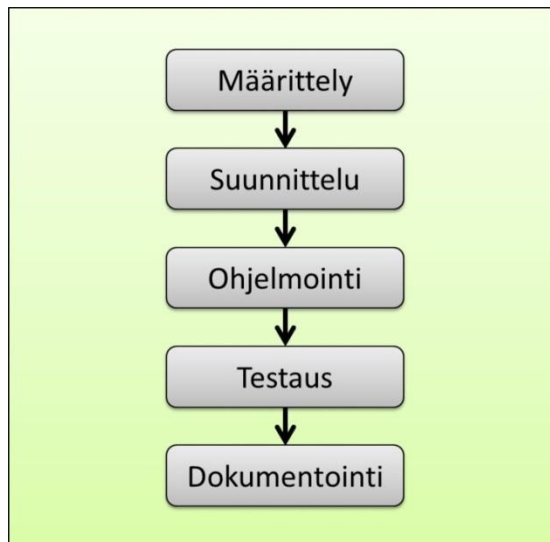 Määrittely
Suunnittelu
Ohjelmointi
Testaus
Dokumentointi